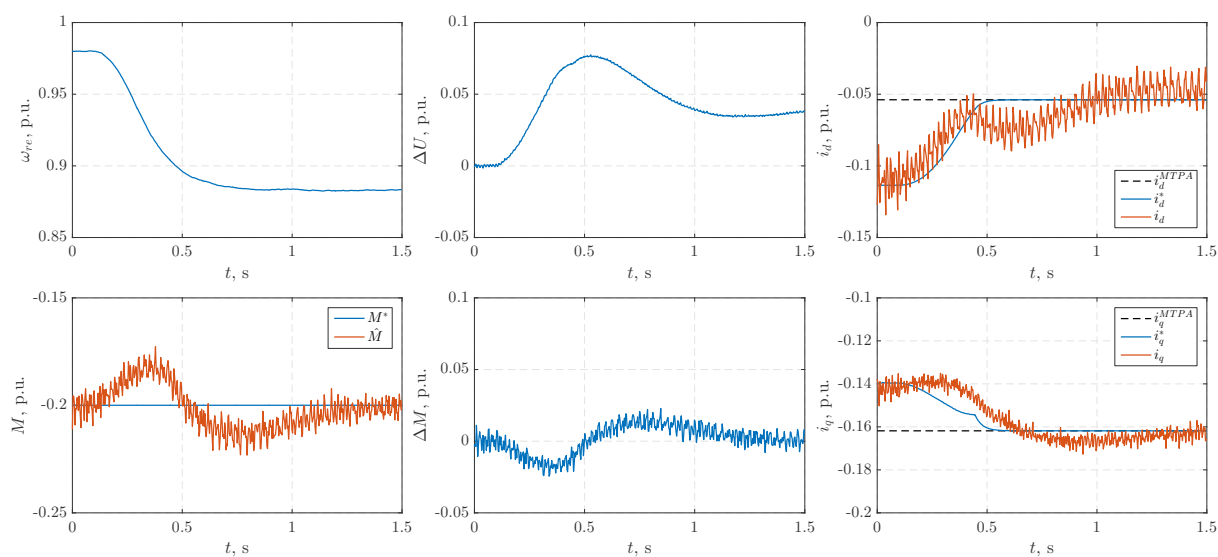 1
0.95
0.9
0.85
ω_re, p.u.
0 0.5 1 1.5
t, s
0.1
0.05
0
-0.05
ΔU, p.u.
0 0.5 1 1.5
t, s
0
-0.05
-0.1
-0.15
i_d, p.u.
i_d^MTPA
i_d^*
i_d
0 0.5 1 1.5
t, s
-0.15
-0.2
-0.25
M, p.u.
M^*
M̂
0 0.5 1 1.5
t, s
0.1
0.05
0
-0.05
ΔM, p.u.
0 0.5 1 1.5
t, s
-0.1
-0.12
-0.14
-0.16
-0.18
-0.2
i_q, p.u.
i_q^MTPA
i_q^*
i_q
0 0.5 1 1.5
t, s